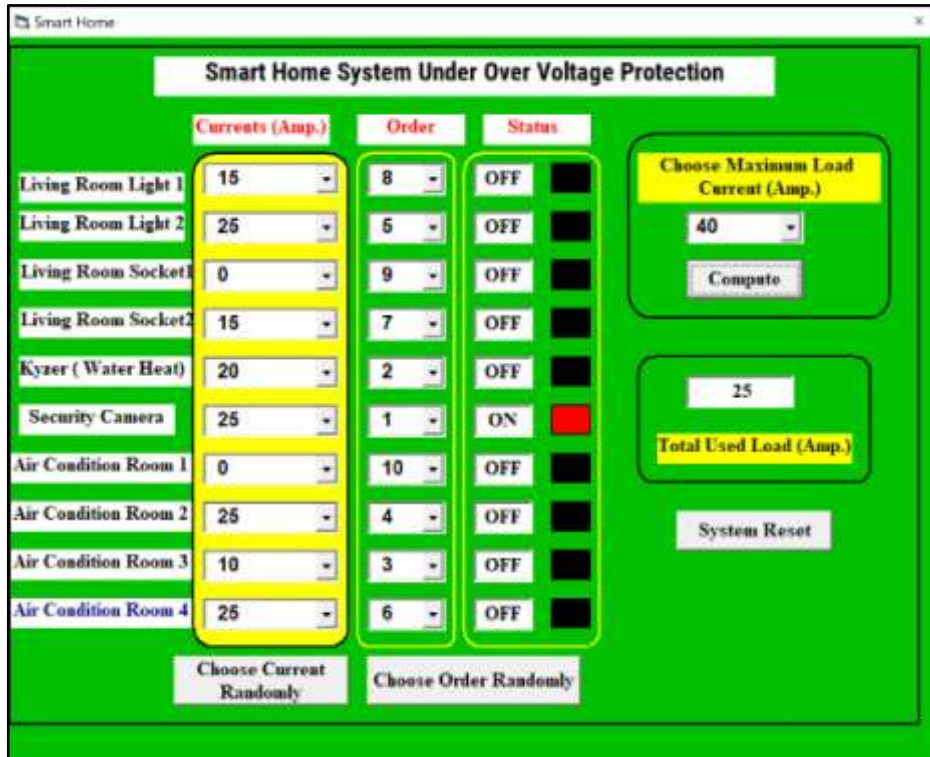 Smart Home
Smart Home System Under Over Voltage Protection
Currents (Amp.) Order Status
Living Room Light 1 15 8 OFF
Living Room Light 2 25 5 OFF
Living Room Socket1 0 9 OFF
Living Room Socket2 15 7 OFF
Kyzer ( Water Heat) 20 2 OFF
Security Camera 25 1 ON
Air Condition Room 1 0 10 OFF
Air Condition Room 2 25 4 OFF
Air Condition Room 3 10 3 OFF
Air Condition Room 4 25 6 OFF
Choose Current
Randomly
Choose Order Randomly
Choose Maximum Load
Current (Amp.)
40
Compute
25
Total Used Load (Amp.)
System Reset